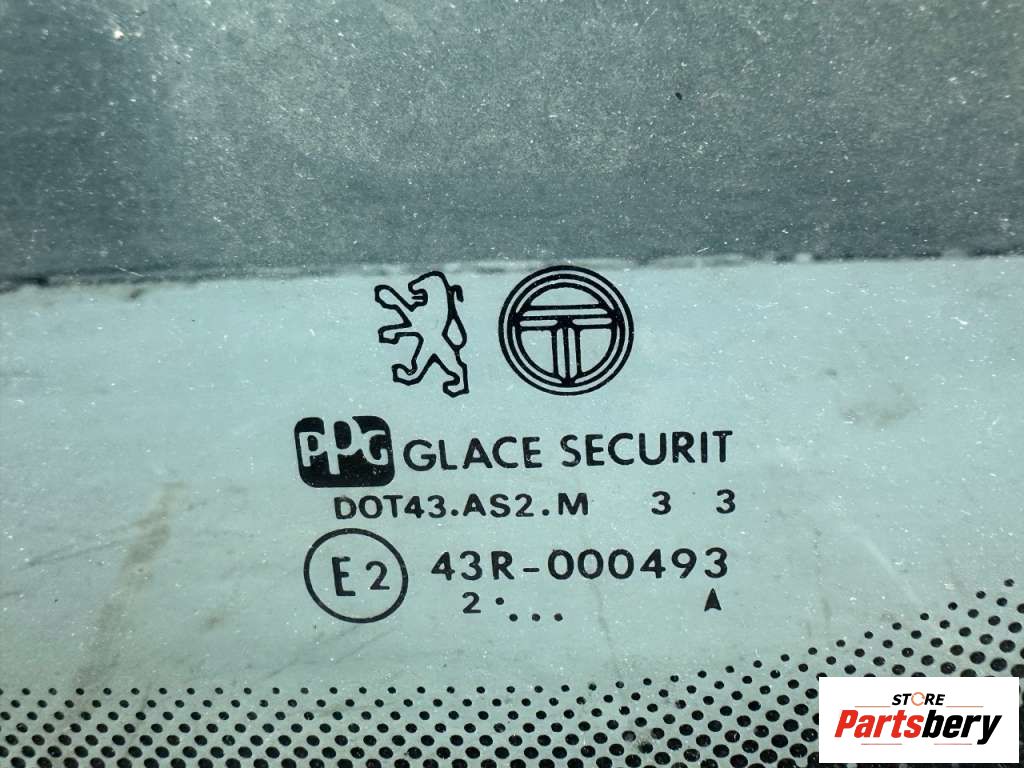 PPG GLACE SECURIT
DOT43.AS2.M 3 3
E2 43R-000493
2 •... A
STORE
Partsbery